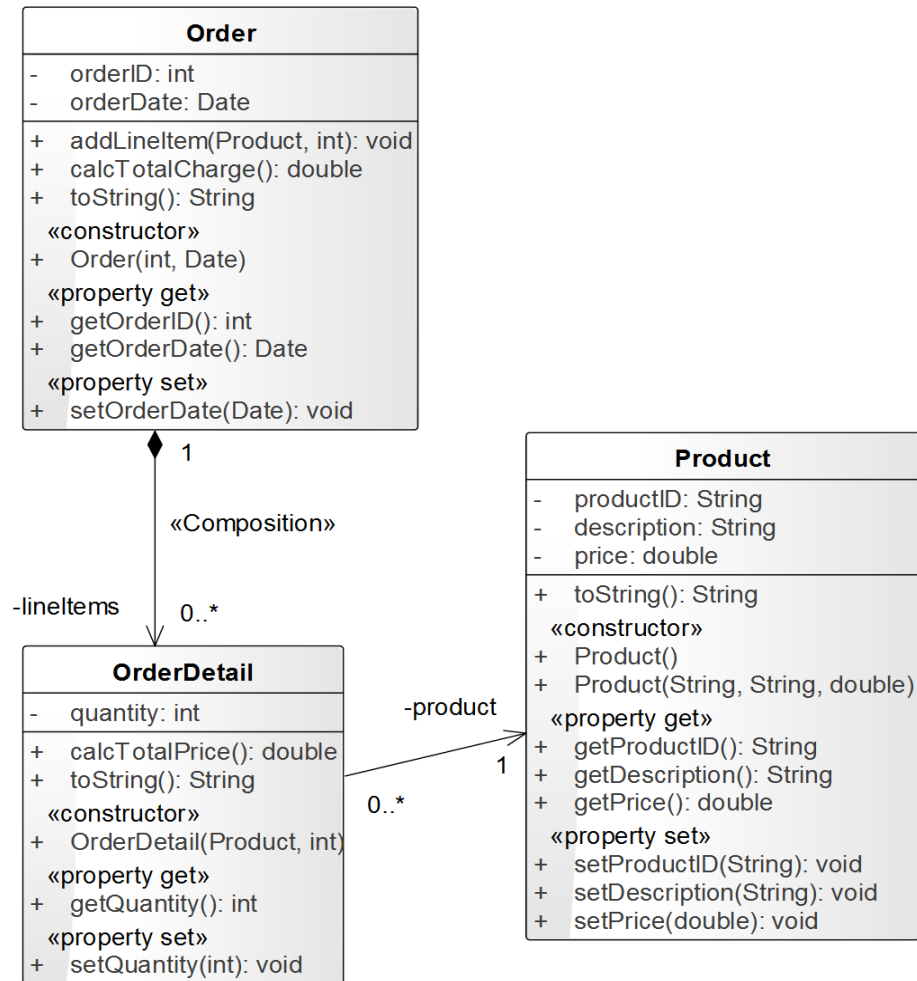 Order
- orderID: int
- orderDate: Date
+ addLineItem(Product, int): void
+ calcTotalCharge(): double
+ toString(): String
«constructor»
+ Order(int, Date)
«property get»
+ getOrderID(): int
+ getOrderDate(): Date
«property set»
+ setOrderDate(Date): void
1
«Composition»
-lineItems
0..*
OrderDetail
- quantity: int
+ calcTotalPrice(): double
+ toString(): String
«constructor»
+ OrderDetail(Product, int)
«property get»
+ getQuantity(): int
«property set»
+ setQuantity(int): void
-product
0..*
1
Product
- productID: String
- description: String
- price: double
+ toString(): String
«constructor»
+ Product()
+ Product(String, String, double)
«property get»
+ getProductID(): String
+ getDescription(): String
+ getPrice(): double
«property set»
+ setProductID(String): void
+ setDescription(String): void
+ setPrice(double): void